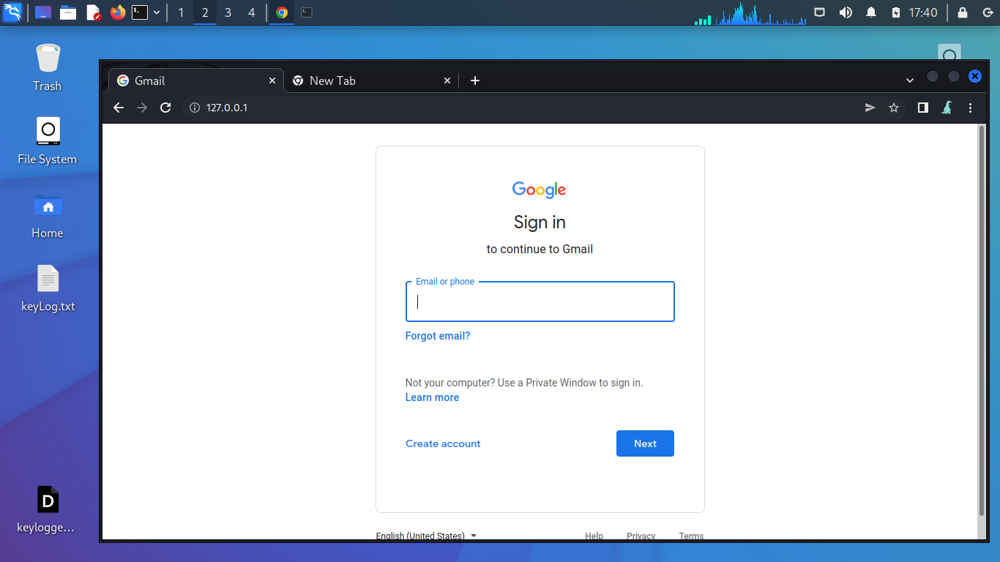 1 2 3 4 17:40
Trash
File System
Home
keyLog.txt
keylogge...
Gmail
New Tab
127.0.0.1
Google
Sign in
to continue to Gmail
Email or phone
Forgot email?
Not your computer? Use a Private Window to sign in.
Learn more
Create account Next
English (United States) Help Privacy Terms
D